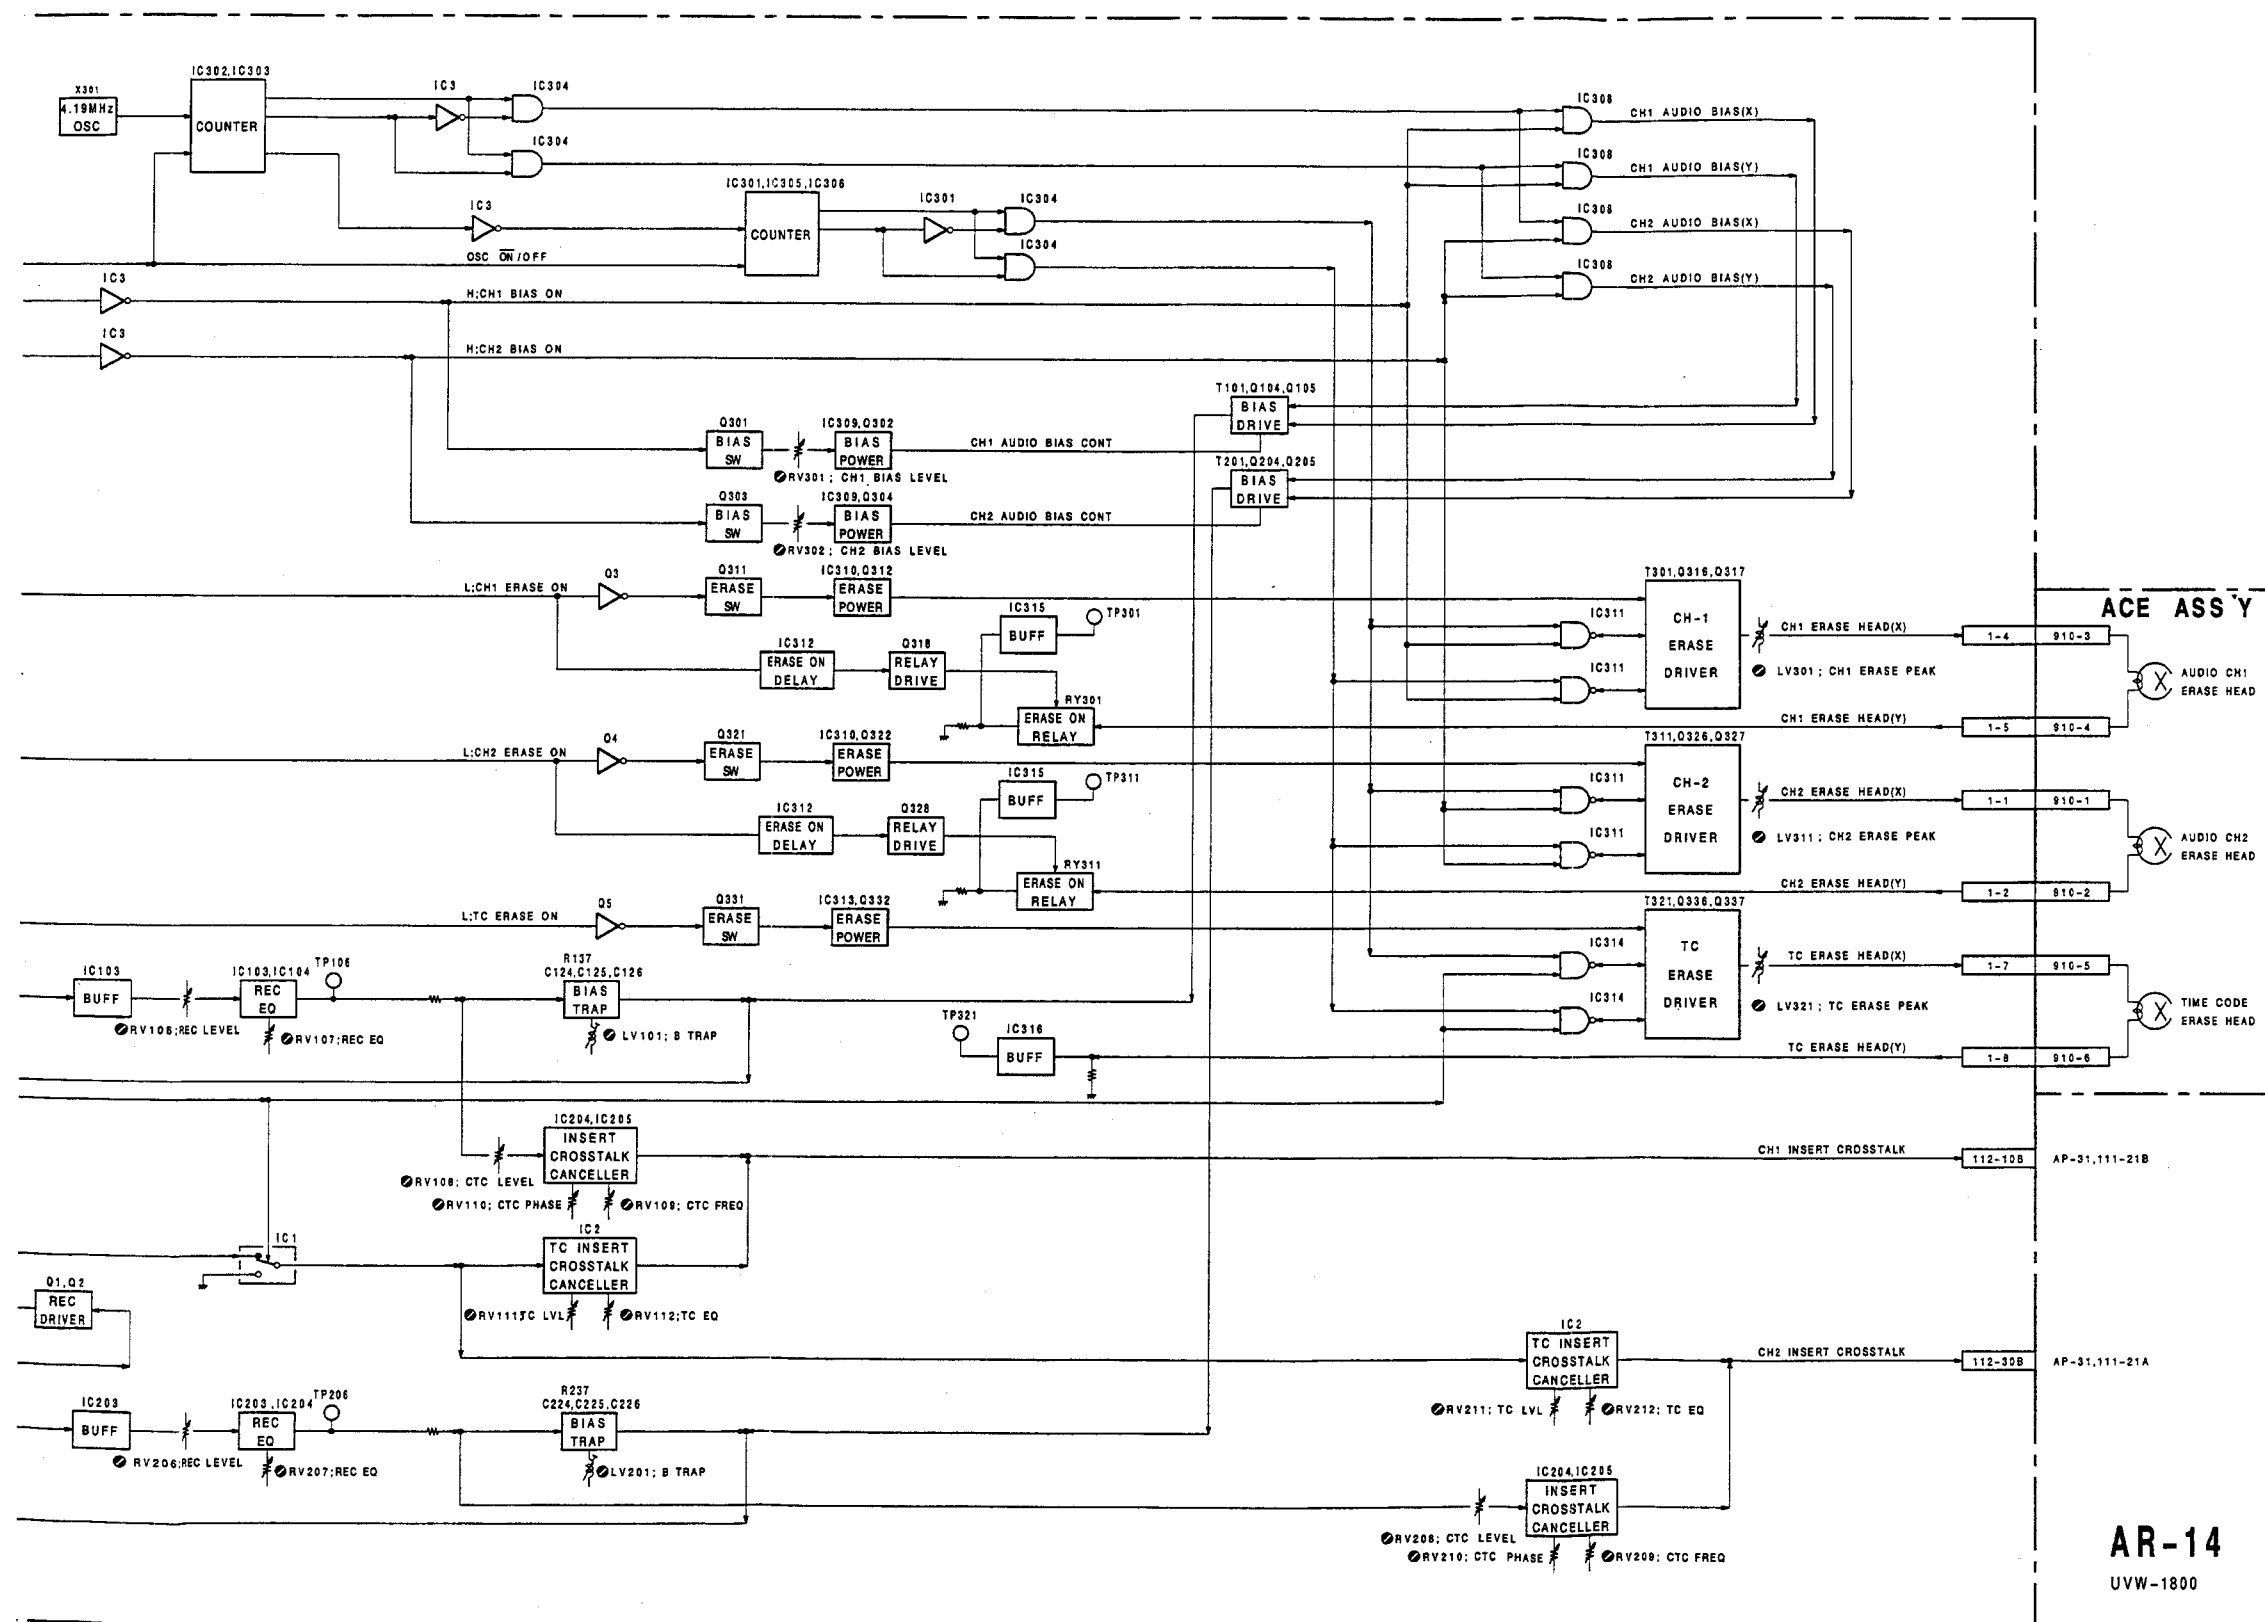 IC302,IC303
X301
4.19MHz
OSC
COUNTER
IC3
IC304
IC304
IC308
CH1 AUDIO BIAS(X)
IC308
CH1 AUDIO BIAS(Y)
IC308
CH2 AUDIO BIAS(X)
IC308
CH2 AUDIO BIAS(Y)
IC3
IC301,IC305,IC306
COUNTER
IC301
IC304
IC304
OSC ON/OFF
IC3
H;CH1 BIAS ON
IC3
H;CH2 BIAS ON
T101,Q104,Q105
BIAS
DRIVE
Q301
BIAS
SW
IC309,Q302
BIAS
POWER
CH1 AUDIO BIAS CONT
RV301; CH1 BIAS LEVEL
T201,Q204,Q205
BIAS
DRIVE
Q303
BIAS
SW
IC309,Q304
BIAS
POWER
CH2 AUDIO BIAS CONT
RV302; CH2 BIAS LEVEL
L;CH1 ERASE ON
Q3
Q311
ERASE
SW
IC310,Q312
ERASE
POWER
IC315
BUFF
TP301
IC312
ERASE ON
DELAY
Q318
RELAY
DRIVE
RY301
ERASE ON
RELAY
IC311
IC311
T301,Q316,Q317
CH-1
ERASE
DRIVER
CH1 ERASE HEAD(X)
LV301; CH1 ERASE PEAK
CH1 ERASE HEAD(Y)
ACE ASS'Y
1-4 910-3
1-5 910-4
AUDIO CH1
ERASE HEAD
L;CH2 ERASE ON
Q4
Q321
ERASE
SW
IC310,Q322
ERASE
POWER
IC315
BUFF
TP311
IC312
ERASE ON
DELAY
Q328
RELAY
DRIVE
RY311
ERASE ON
RELAY
IC311
IC311
T311,Q326,Q327
CH-2
ERASE
DRIVER
CH2 ERASE HEAD(X)
LV311; CH2 ERASE PEAK
CH2 ERASE HEAD(Y)
1-1 910-1
1-2 910-2
AUDIO CH2
ERASE HEAD
L;TC ERASE ON
Q5
Q331
ERASE
SW
IC313,Q332
ERASE
POWER
IC314
IC314
T321,Q336,Q337
TC
ERASE
DRIVER
TC ERASE HEAD(X)
LV321; TC ERASE PEAK
TC ERASE HEAD(Y)
1-7 910-5
1-8 910-6
TIME CODE
ERASE HEAD
IC103
BUFF
RV106;REC LEVEL
IC103,IC104
REC
EQ
TP106
RV107;REC EQ
R137
C124,C125,C126
BIAS
TRAP
LV101; B TRAP
TP321
IC316
BUFF
IC204,IC205
INSERT
CROSSTALK
CANCELLER
RV108; CTC LEVEL
RV110; CTC PHASE
RV109; CTC FREQ
CH1 INSERT CROSSTALK
112-10B
AP-31,111-21B
IC1
IC2
TC INSERT
CROSSTALK
CANCELLER
RV111;TC LVL
RV112;TC EQ
Q1,Q2
REC
DRIVER
IC2
TC INSERT
CROSSTALK
CANCELLER
RV211; TC LVL
RV212; TC EQ
CH2 INSERT CROSSTALK
112-30B
AP-31,111-21A
IC203
BUFF
RV206;REC LEVEL
IC203,IC204
REC
EQ
TP206
RV207;REC EQ
R237
C224,C225,C226
BIAS
TRAP
LV201; B TRAP
IC204,IC205
INSERT
CROSSTALK
CANCELLER
RV208; CTC LEVEL
RV210; CTC PHASE
RV209; CTC FREQ
AR-14
UVW-1800